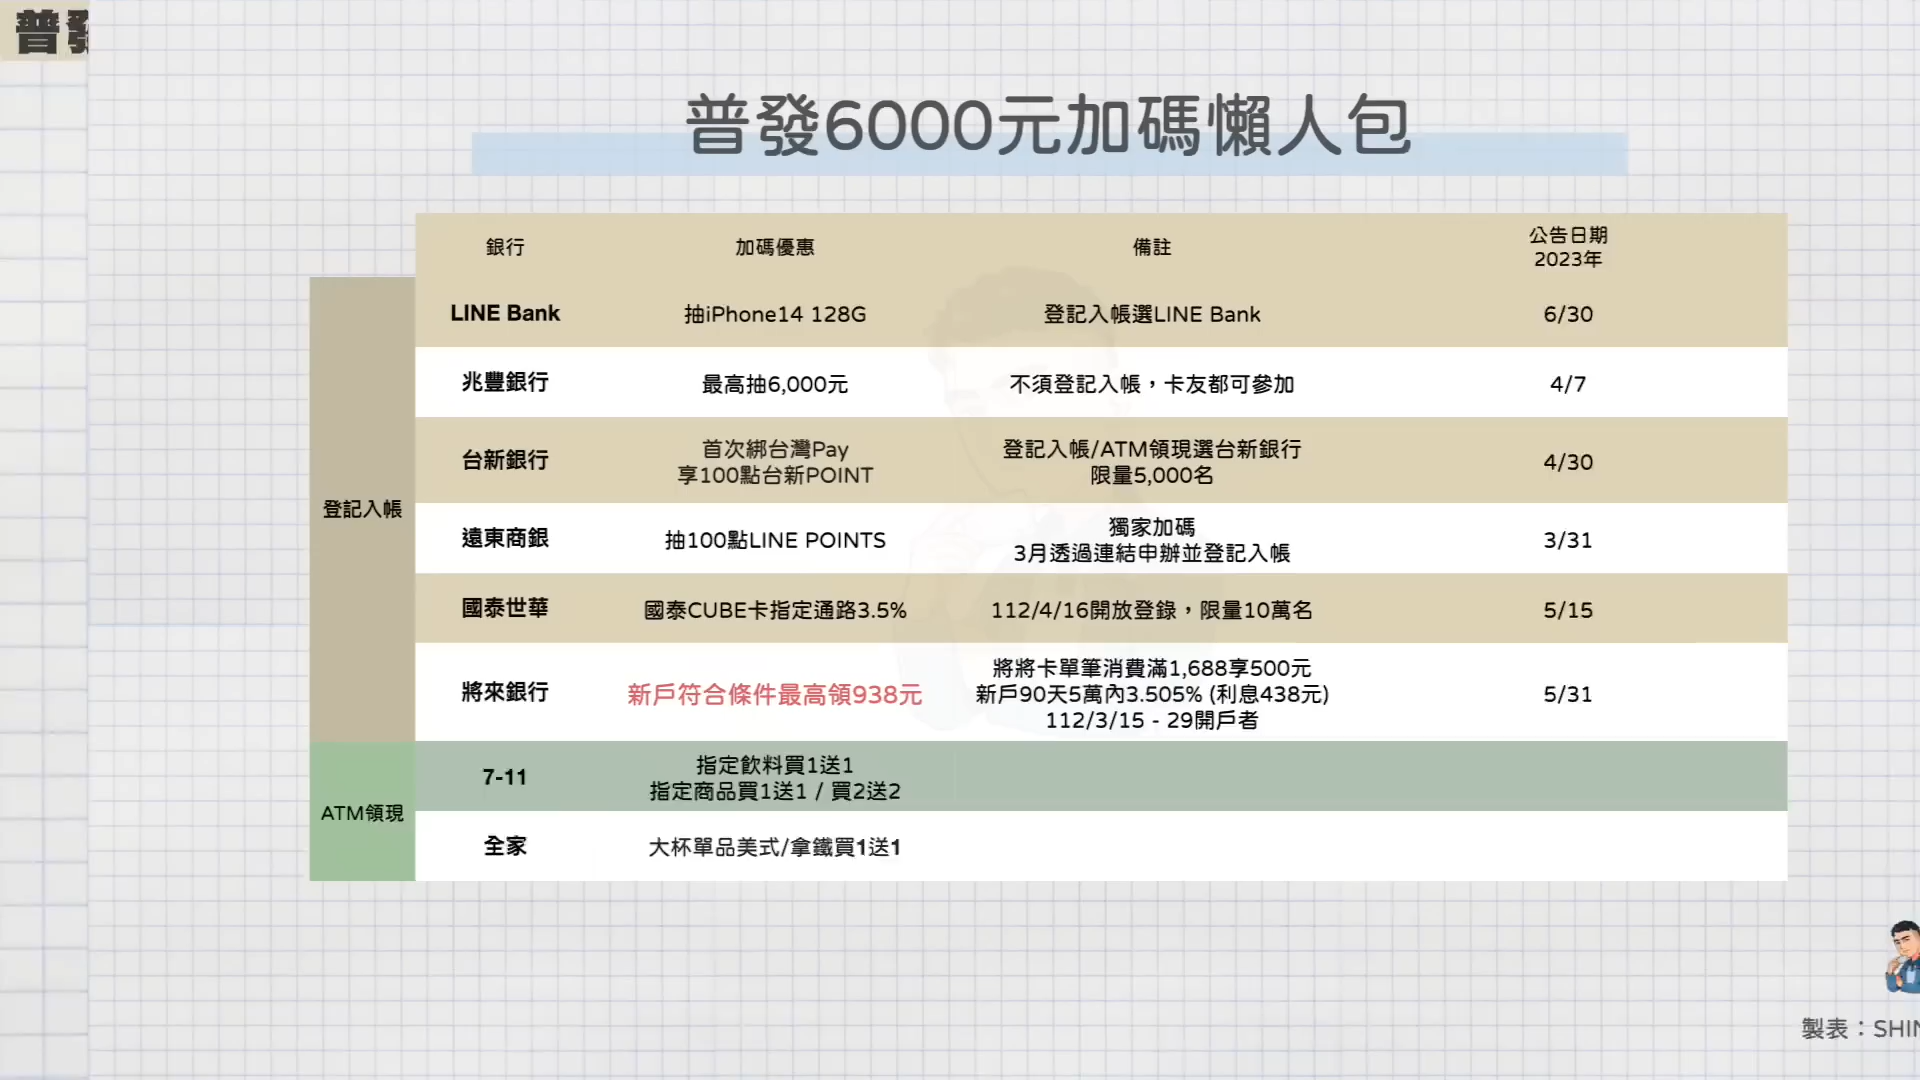 普發
普發6000元加碼懶人包
銀行
加碼優惠
備註
公告日期
2023年
登記入帳
LINE Bank
抽iPhone14 128G
登記入帳選LINE Bank
6/30
兆豐銀行
最高抽6,000元
不須登記入帳，卡友都可參加
4/7
台新銀行
首次綁台灣Pay
享100點台新POINT
登記入帳/ATM領現選台新銀行
限量5,000名
4/30
遠東商銀
抽100點LINE POINTS
獨家加碼
3月透過連結申辦並登記入帳
3/31
國泰世華
國泰CUBE卡指定通路3.5%
112/4/16開放登錄，限量10萬名
5/15
將來銀行
新戶符合條件最高領938元
將將卡單筆消費滿1,688享500元
新戶90天5萬內3.505% (利息438元)
112/3/15 - 29開戶者
5/31
ATM領現
7-11
指定飲料買1送1
指定商品買1送1 / 買2送2
全家
大杯單品美式/拿鐵買1送1
製表：SHIN